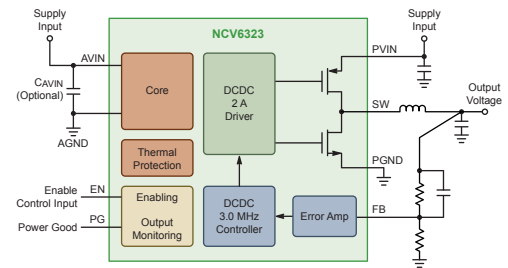 Supply
Input
NCV6323
Supply
Input
AVIN
PVIN
CAVIN
(Optional)
Core
DCDC
2 A
Driver
SW
Output
Voltage
AGND
Thermal
Protection
PGND
Enable
Control Input
EN
Enabling
DCDC
3.0 MHz
Controller
Error Amp
FB
Power Good
PG
Output
Monitoring